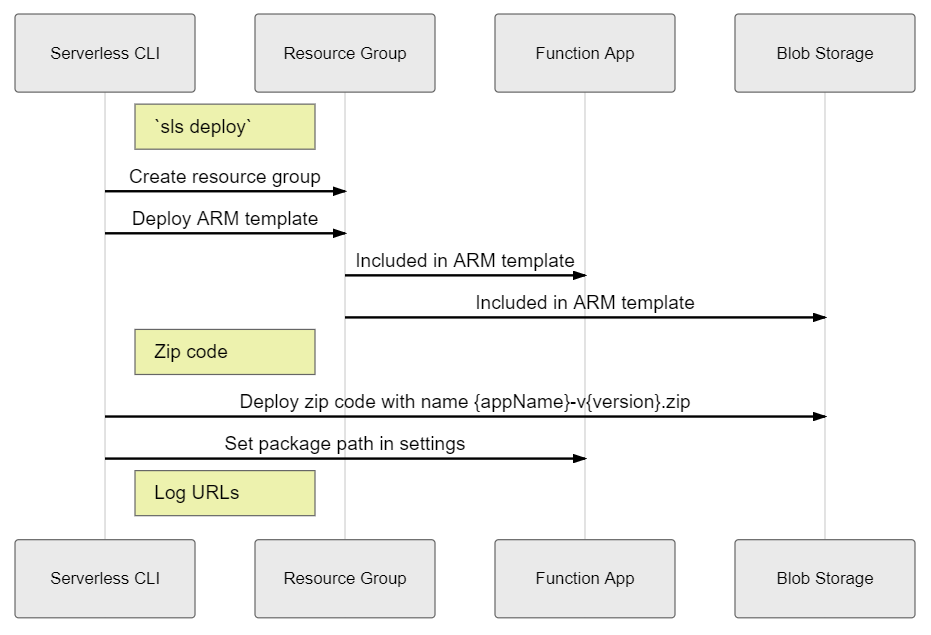 Serverless CLI
Resource Group
Function App
Blob Storage
`sls deploy`
Create resource group
Deploy ARM template
Included in ARM template
Included in ARM template
Zip code
Deploy zip code with name {appName}-v{version}.zip
Set package path in settings
Log URLs
Serverless CLI
Resource Group
Function App
Blob Storage